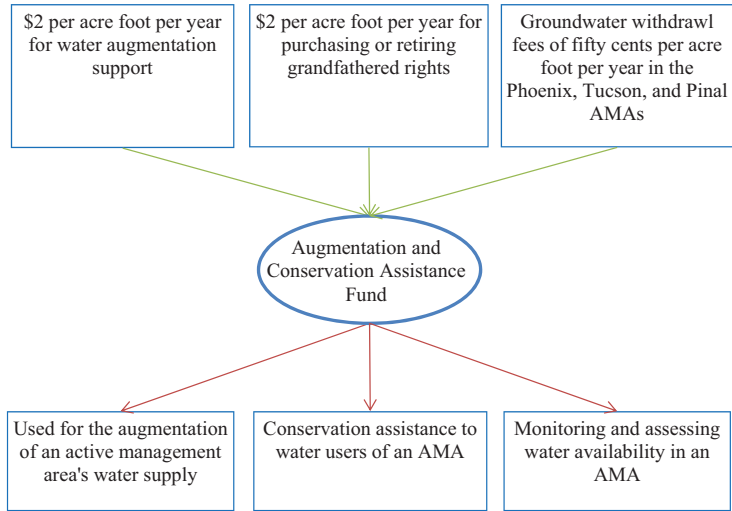 $2 per acre foot per year
for water augmentation
support
$2 per acre foot per year for
purchasing or retiring
grandfathered rights
Groundwater withdrawl
fees of fifty cents per acre
foot per year in the
Phoenix, Tucson, and Pinal
AMAs
Augmentation and
Conservation Assistance
Fund
Used for the augmentation
of an active management
area's water supply
Conservation assistance to
water users of an AMA
Monitoring and assessing
water availability in an
AMA